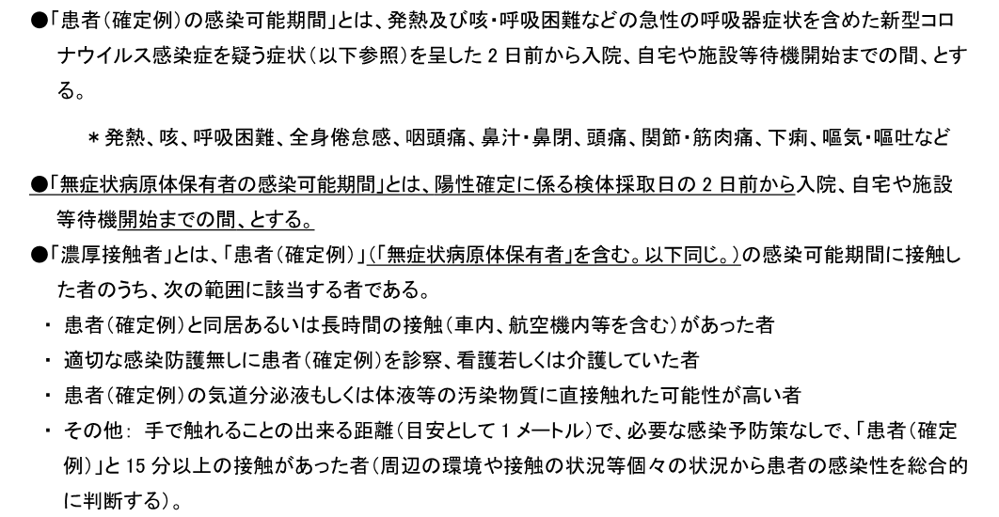 ●「患者(確定例)の感染可能期間」とは、発熱及び咳・呼吸困難などの急性の呼吸器症状を含めた新型コロ
ナウイルス感染症を疑う症状(以下参照)を呈した 2 日前から入院、自宅や施設等待機開始までの間、とす
る。
＊発熱、咳、呼吸困難、全身倦怠感、咽頭痛、鼻汁・鼻閉、頭痛、関節・筋肉痛、下痢、嘔気・嘔吐など
●「無症状病原体保有者の感染可能期間」とは、陽性確定に係る検体採取日の 2 日前から入院、自宅や施設
等待機開始までの間、とする。
●「濃厚接触者」とは、「患者(確定例)」(「無症状病原体保有者」を含む。以下同じ。)の感染可能期間に接触し
た者のうち、次の範囲に該当する者である。
・ 患者(確定例)と同居あるいは長時間の接触(車内、航空機内等を含む)があった者
・ 適切な感染防護無しに患者(確定例)を診察、看護若しくは介護していた者
・ 患者(確定例)の気道分泌液もしくは体液等の汚染物質に直接触れた可能性が高い者
・ その他: 手で触れることの出来る距離(目安として 1 メートル)で、必要な感染予防策なしで、「患者(確定
例)」と 15 分以上の接触があった者(周辺の環境や接触の状況等個々の状況から患者の感染性を総合的
に判断する)。